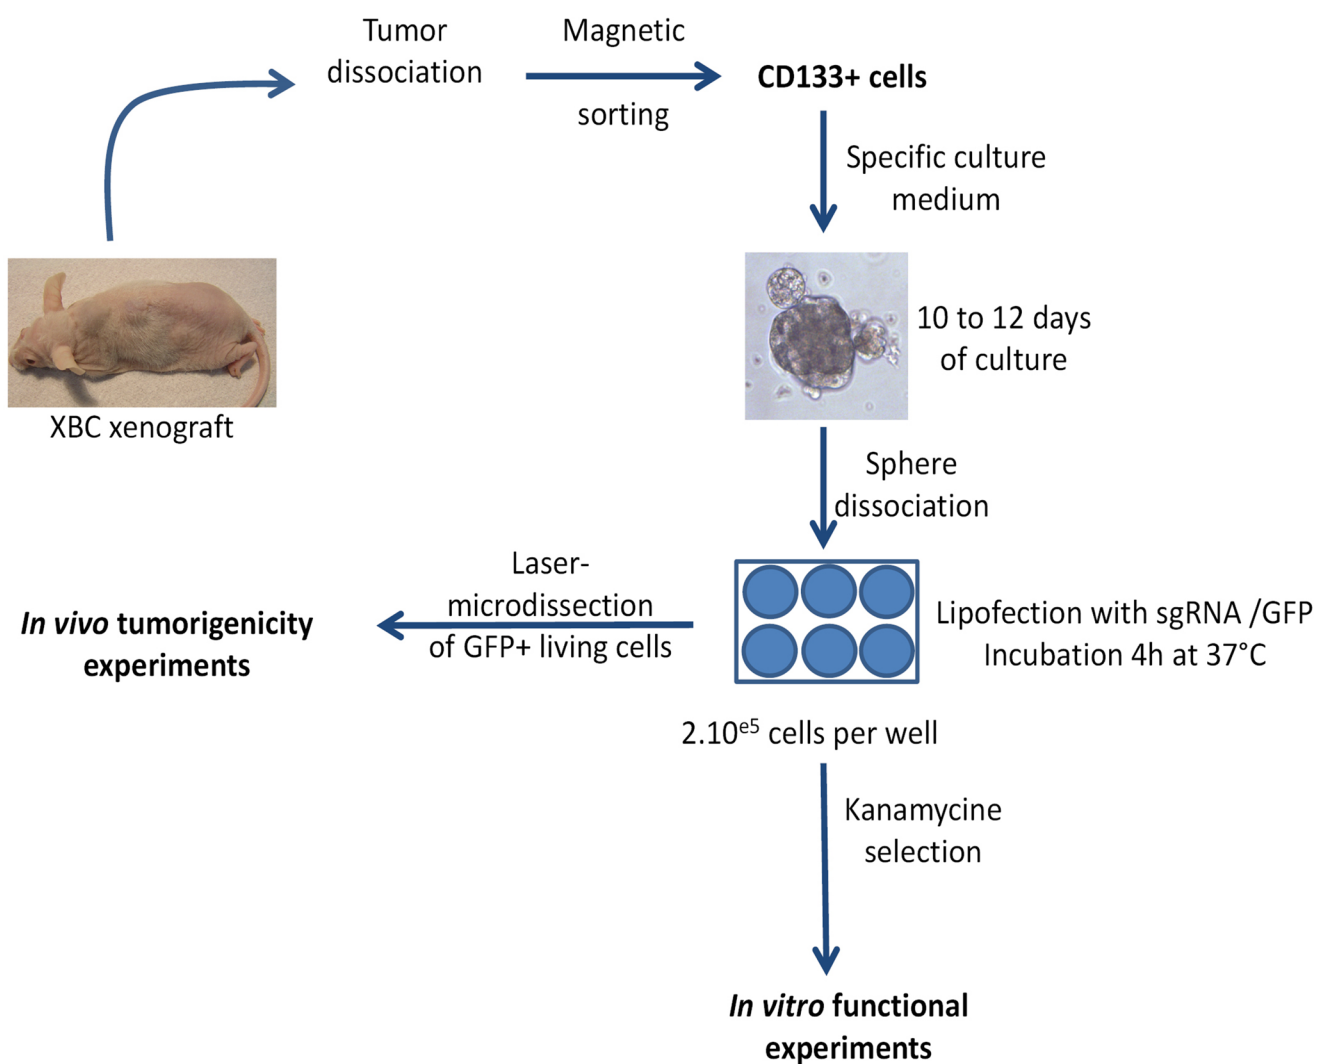 Tumor
dissociation
Magnetic
sorting
CD133+ cells
Specific culture
medium
XBC xenograft
10 to 12 days
of culture
Sphere
dissociation
Lipofection with sgRNA /GFP
Incubation 4h at 37°C
Laser-
microdissection
of GFP+ living cells
In vivo tumorigenicity
experiments
2.10ᵉ⁵ cells per well
Kanamycine
selection
In vitro functional
experiments